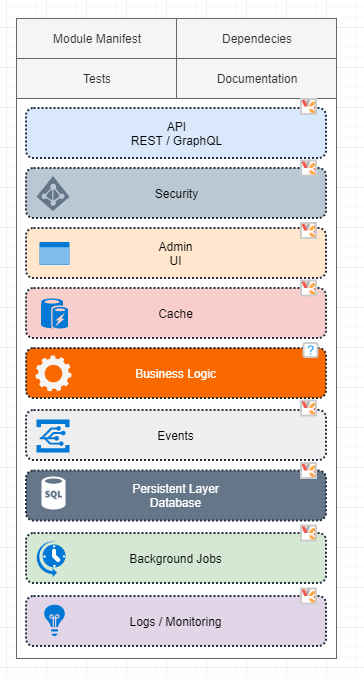 Module Manifest
Dependecies
Tests
Documentation
API
REST / GraphQL
Security
Admin
UI
Cache
?
Business Logic
Events
SQL
Persistent Layer
Database
Background Jobs
Logs / Monitoring